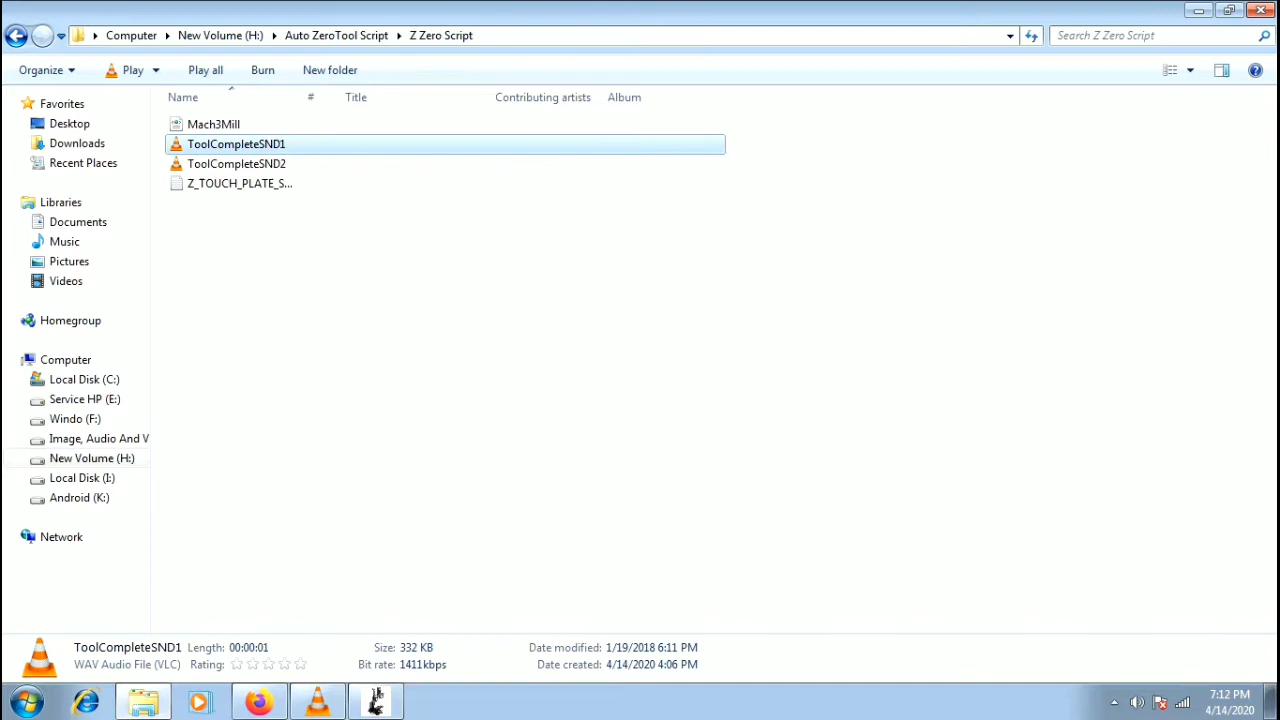 Computer New Volume (H:) Auto ZeroTool Script Z Zero Script Search Z Zero Script
Organize Play Play all Burn New folder
Name # Title Contributing artists Album
Favorites
Desktop
Downloads
Recent Places
Libraries
Documents
Music
Pictures
Videos
Homegroup
Computer
Local Disk (C:)
Service HP (E:)
Windo (F:)
Image, Audio And V
New Volume (H:)
Local Disk (I:)
Android (K:)
Network
Mach3Mill
ToolCompleteSND1
ToolCompleteSND2
Z_TOUCH_PLATE_S...
ToolCompleteSND1 Length: 00:00:01 Size: 332 KB Date modified: 1/19/2018 6:11 PM
WAV Audio File (VLC) Rating: Bit rate: 1411kbps Date created: 4/14/2020 4:06 PM
7:12 PM
4/14/2020